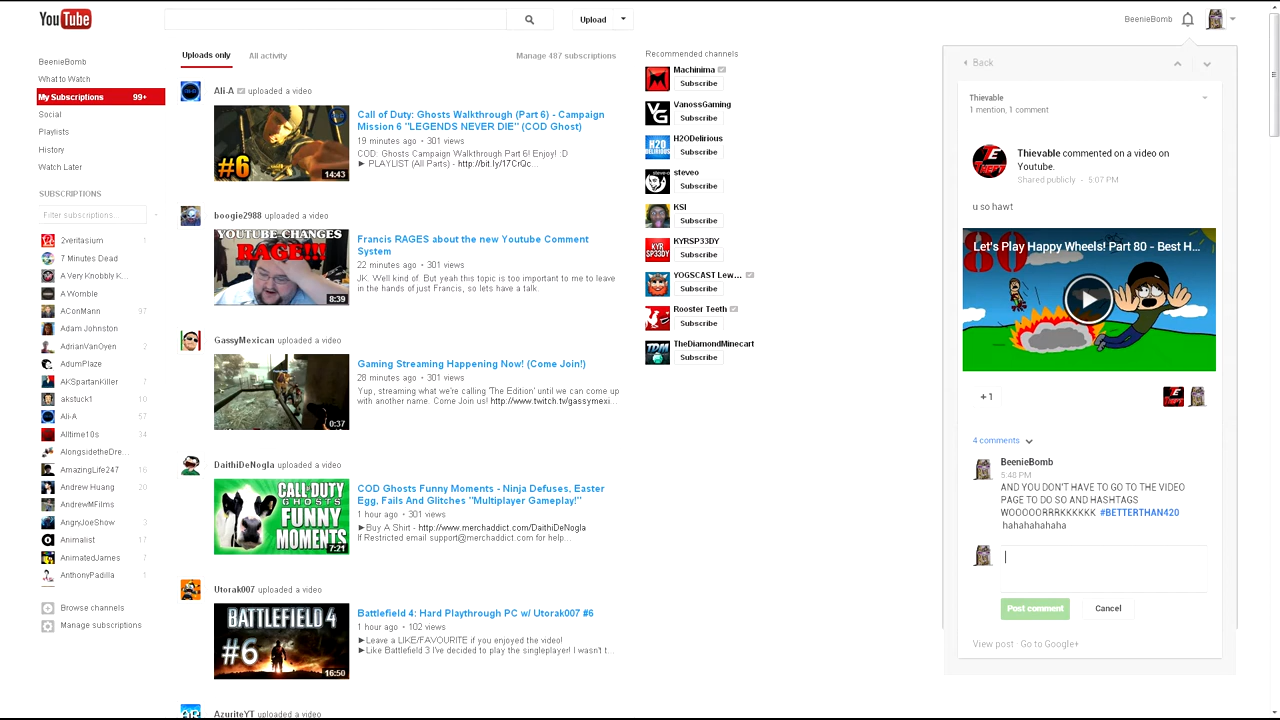 YouTube
Upload
BeenieBomb
BeenieBomb
What to Watch
My Subscriptions 99+
Social
Playlists
History
Watch Later
SUBSCRIPTIONS
Filter subscriptions...
2ventasium 1
7 Minutes Dead
A Very Knobbly K...
A Womble
AConMann 97
Adam Johnston
AdrianVanOyen 2
AdumPlaze
AKSpartanKiller 7
akstuck1 10
Ali-A 57
Alltime10s 34
AlongsidetheDre...
AmazingLife247 16
Andrew Huang 20
AndrewMFilms
AngryJoeShow 3
Animalist 7
AnimatedJames 7
AnthonyPadilla 1
Browse channels
Manage subscriptions
Uploads only
All activity
Manage 487 subscriptions
Ali-A uploaded a video
#6
14:43
Call of Duty: Ghosts Walkthrough (Part 6) - Campaign
Mission 6 "LEGENDS NEVER DIE" (COD Ghost)
19 minutes ago • 301 views
COD Ghosts Campaign Walkthrough Part 6! Enjoy! :D
► PLAYLIST (All Parts) - http://bit.ly/17CrQc...
boogie2988 uploaded a video
YOUTUBE CHANGES
RAGE!!!
8:39
Francis RAGES about the new Youtube Comment
System
22 minutes ago • 301 views
JK. Well kind of. But yeah this topic is too important to me to leave
in the hands of just Francis, so lets have a talk.
GassyMexican uploaded a video
0:37
Gaming Streaming Happening Now! (Come Join!)
28 minutes ago • 301 views
Yup, streaming what we're calling 'The Edition' until we can come up
with another name. Come Join us! http://www.twitch.tv/gassymexi...
DaithiDeNogla uploaded a video
CALL OF DUTY
GHOSTS
FUNNY
MOMENTS
7:21
COD Ghosts Funny Moments - Ninja Defuses, Easter
Egg, Fails And Glitches "Multiplayer Gameplay!"
1 hour ago • 301 views
►Buy A Shirt - http://www.merchaddict.com/DaithiDeNogla
If Restricted email support@merchaddict.com for help...
Utorak007 uploaded a video
BATTLEFIELD 4
#6
16:50
Battlefield 4: Hard Playthrough PC w/ Utorak007 #6
1 hour ago • 102 views
►Leave a LIKE/FAVOURITE if you enjoyed the video!
►Like Battlefield 3 I've decided to play the singleplayer! I wasn't t...
AzuriteYT uploaded a video
Recommended channels
Machinima
Subscribe
VanossGaming
Subscribe
H2ODelirious
Subscribe
steveo
Subscribe
KSI
Subscribe
KYRSP33DY
Subscribe
YOGSCAST Lew...
Subscribe
Rooster Teeth
Subscribe
TheDiamondMinecart
Subscribe
Back
Thievable
1 mention, 1 comment
Thievable commented on a video on
Youtube.
Shared publicly - 5:07 PM
u so hawt
80
Let's Play Happy Wheels! Part 80 - Best H...
+1
4 comments
BeenieBomb
5:48 PM
AND YOU DON'T HAVE TO GO TO THE VIDEO
PAGE TO DO SO AND HASHTAGS
WOOOOORRRKKKKKK #BETTERTHAN420
hahahahahaha
Post comment
Cancel
View post · Go to Google+